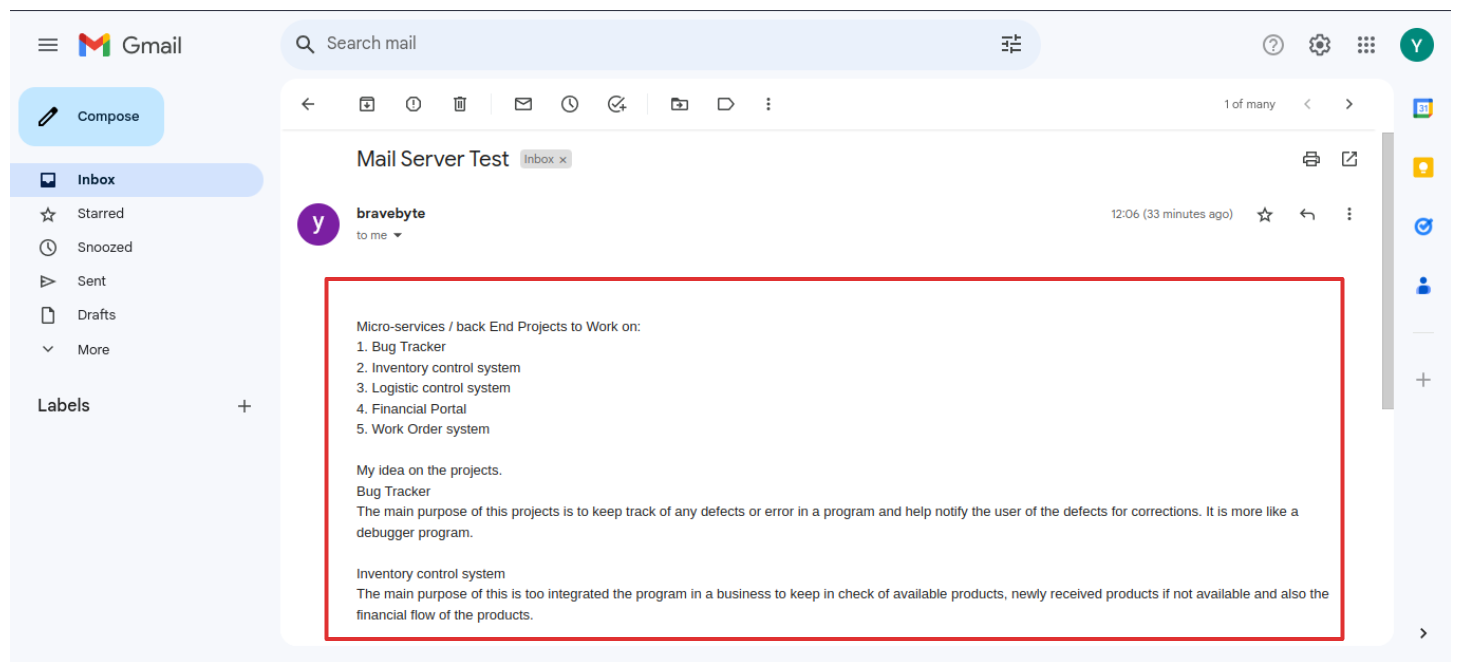 Gmail
Search mail
Y
Compose
1 of many
31
Mail Server Test Inbox ×
Inbox
Starred
y
bravebyte
12:06 (33 minutes ago)
to me
Snoozed
Sent
Drafts
More
Labels
Micro-services / back End Projects to Work on:
1. Bug Tracker
2. Inventory control system
3. Logistic control system
4. Financial Portal
5. Work Order system
My idea on the projects.
Bug Tracker
The main purpose of this projects is to keep track of any defects or error in a program and help notify the user of the defects for corrections. It is more like a
debugger program.
Inventory control system
The main purpose of this is too integrated the program in a business to keep in check of available products, newly received products if not available and also the
financial flow of the products.